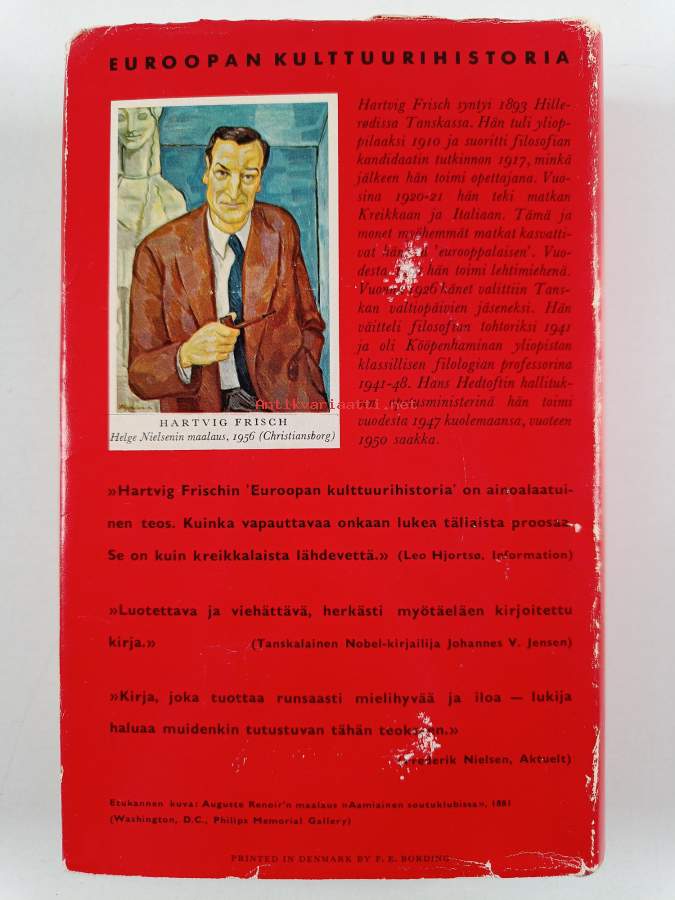 EUROOPAN KULTTUURIHISTORIA
Hartvig Frisch syntyi 1893 Hille-
rødissa Tanskassa. Hän tuli yliop-
pilaaksi 1910 ja suoritti filosofian
kandidaatin tutkinnon 1917, minkä
jälkeen hän toimi opettajana. Vuo-
sina 1920-21 hän teki matkan
Kreikkaan ja Italiaan. Tämä ja
monet myöhemmät matkat kasvatti-
vat 'eurooppalaisen'. Vuo-
desta hän toimi lehtimiehenä.
1926 hänet valittiin Tans-
kan valtiopäivien jäseneksi. Hän
väitteli filosofian tohtoriksi 1941
ja oli Kööpenhaminan yliopiston
klassillisen filologian professorina
1941-48. Hans Hedtoftin hallituk-
sen opetusministerinä hän toimi
vuodesta 1947 kuolemaansa, vuoteen
1950 saakka.
Antikvariaatti.net
HARTVIG FRISCH
Helge Nielsenin maalaus, 1956 (Christiansborg)
»Hartvig Frischin 'Euroopan kulttuurihistoria' on ainoalaatui-
nen teos. Kuinka vapauttavaa onkaan lukea tällaista proosaa.
Se on kuin kreikkalaista lähdevettä.» (Leo Hjortsø, Information)
»Luotettava ja viehättävä, herkästi myötäeläen kirjoitettu
kirja.» (Tanskalainen Nobel-kirjailija Johannes V. Jensen)
»Kirja, joka tuottaa runsaasti mielihyvää ja iloa — lukija
haluaa muidenkin tutustuvan tähän teokseen.»
(Frederik Nielsen, Aktuelt)
Etukannen kuva: Auguste Renoir'n maalaus »Aamiainen soutuklubissa», 1881
(Washington, D.C., Philips Memorial Gallery)
PRINTED IN DENMARK BY F. E. BORDING